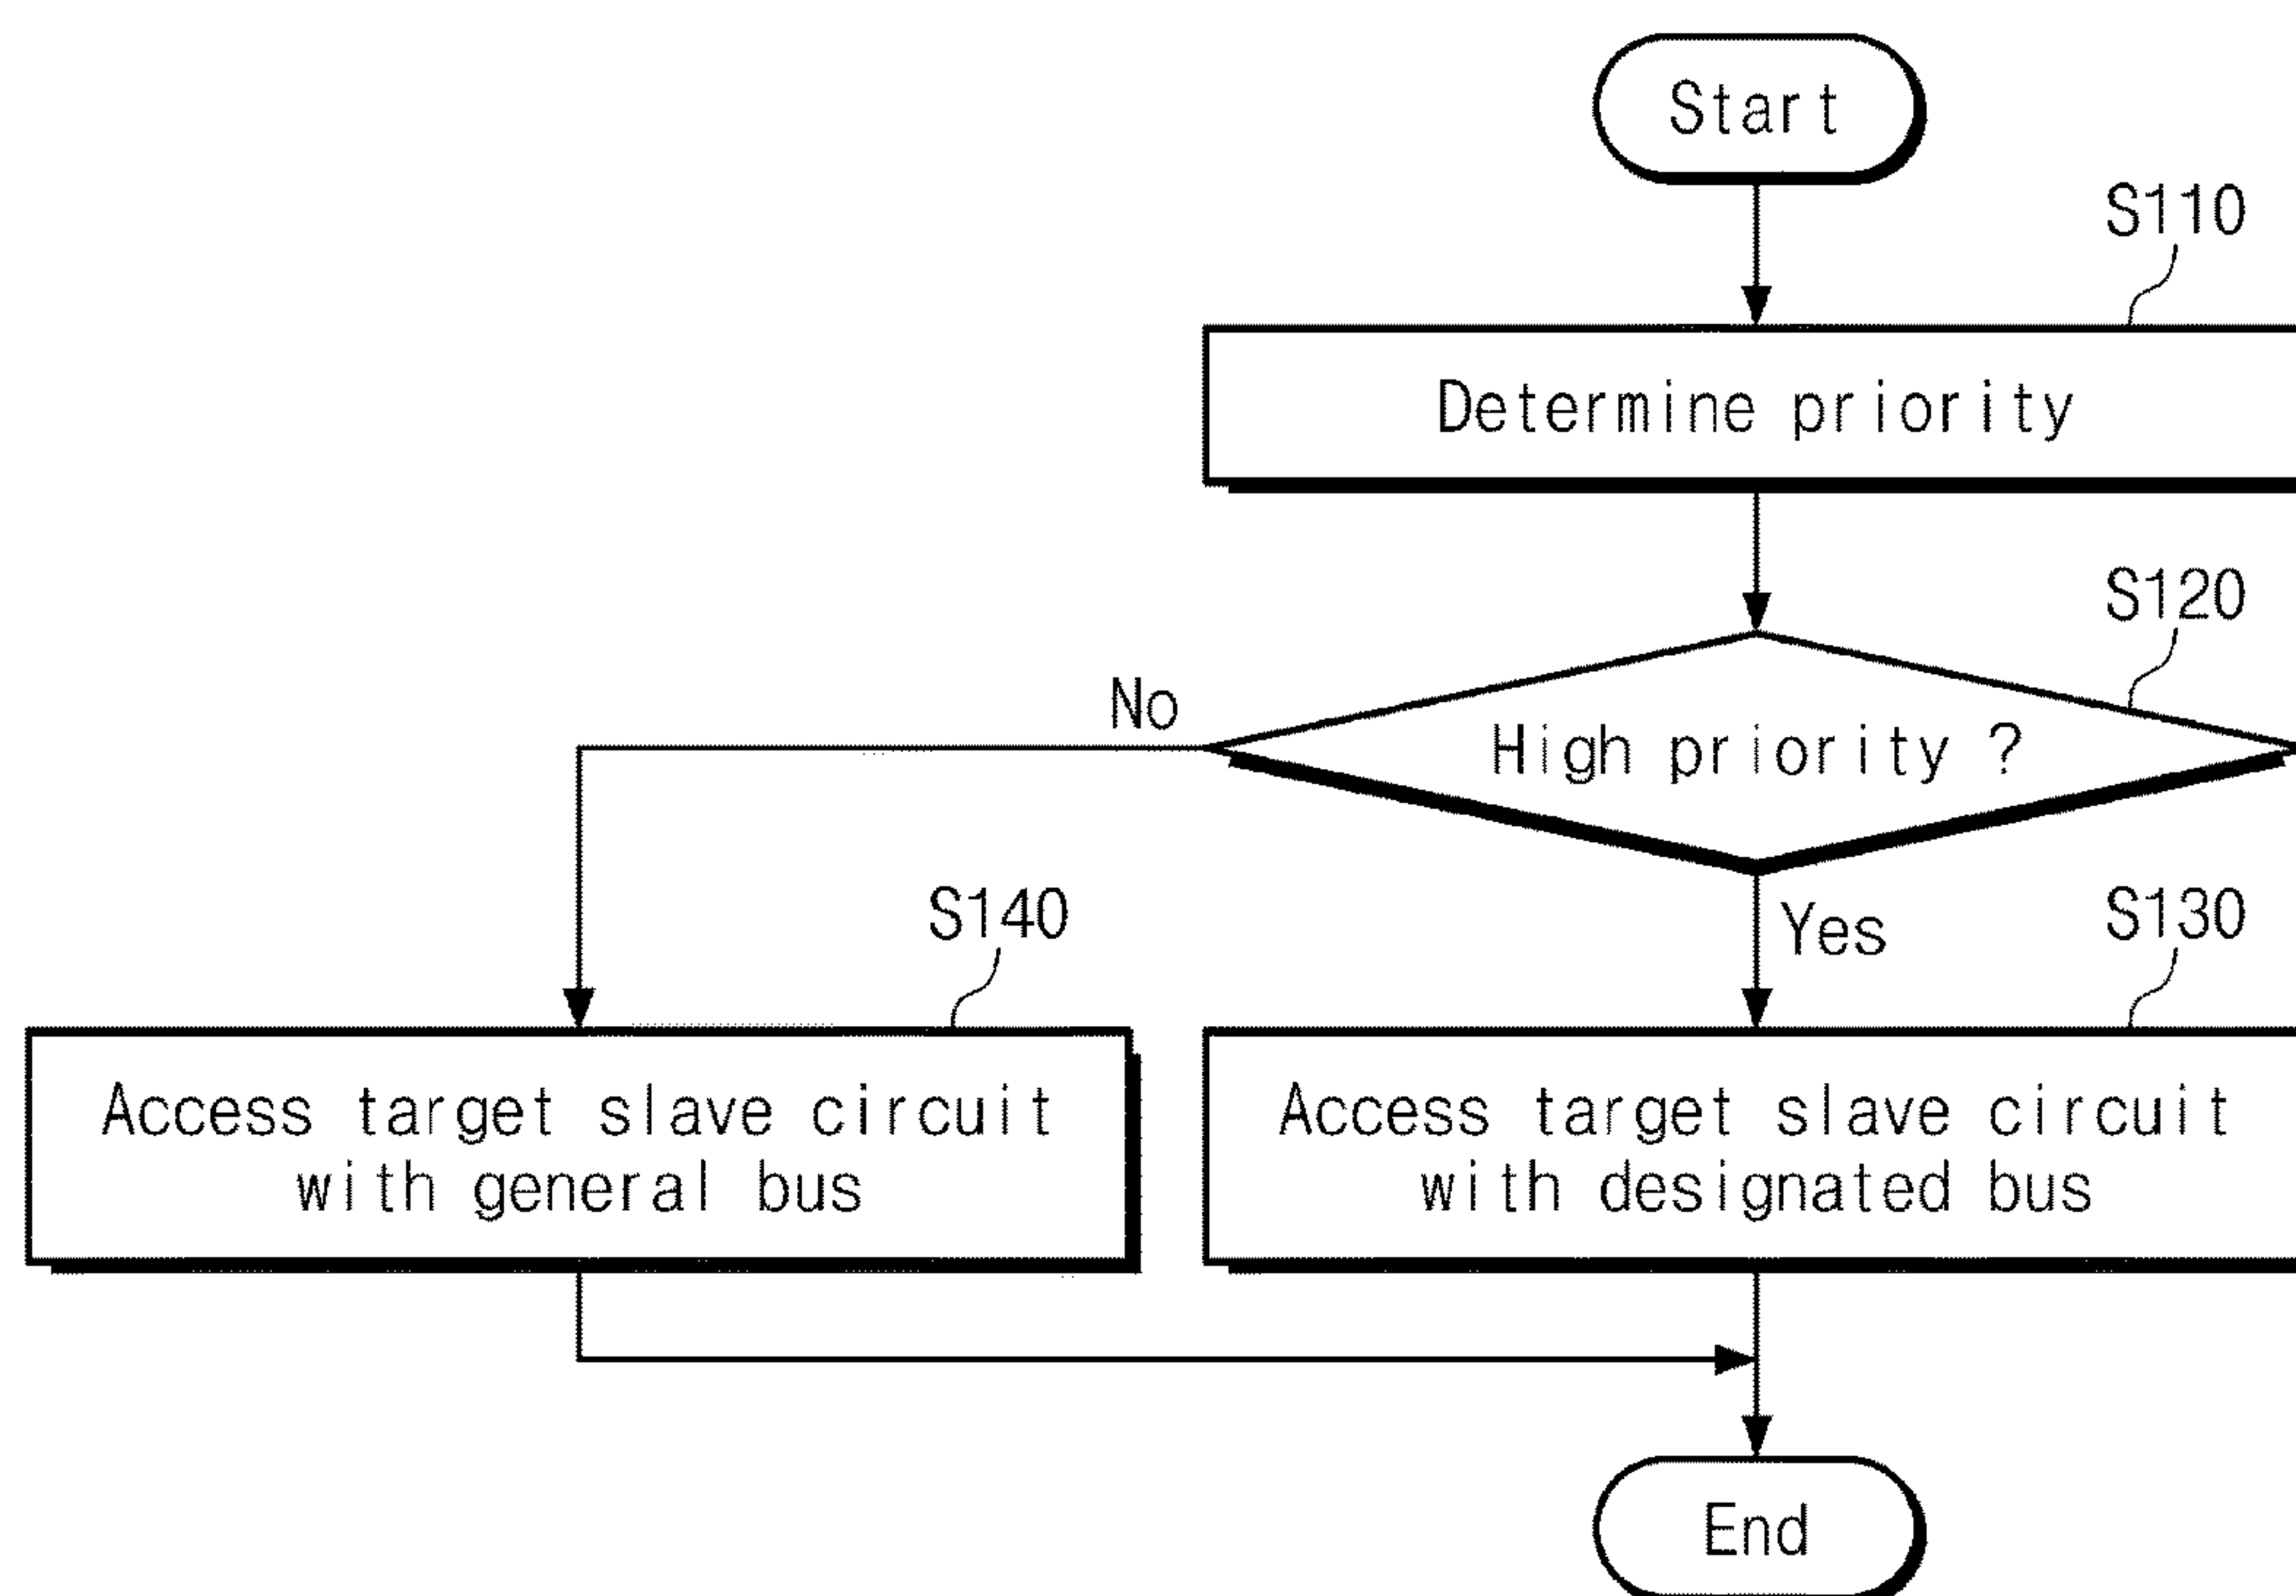 Start
S110
Determine priority
S120
No
High priority ?
Yes
S140
S130
Access target slave circuit
with general bus
Access target slave circuit
with designated bus
End